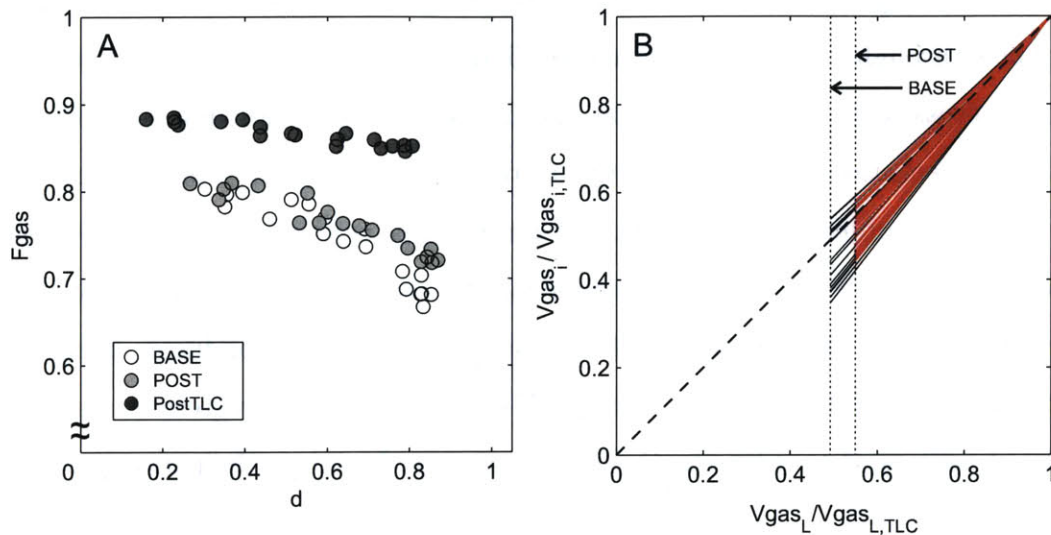 A
1
0.9
0.8
0.7
0.6
0
Fgas
BASE
POST
PostTLC
≈
0 0.2 0.4 0.6 0.8 1
d
B
1
0.8
0.6
0.4
0.2
0
Vgas_i / Vgas_i,TLC
POST
BASE
0 0.2 0.4 0.6 0.8 1
Vgas_L/Vgas_L,TLC